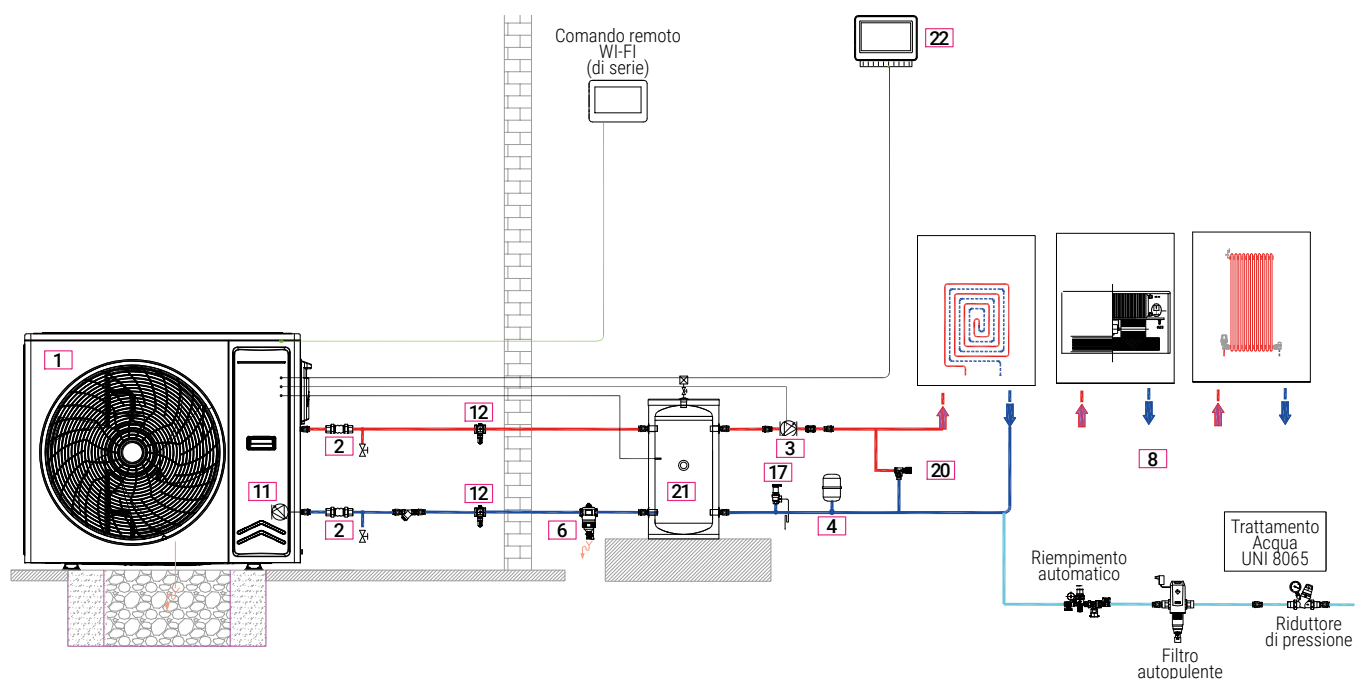 Comando remoto
WI-FI
(di serie)
22
1
12
2
3
20
17
8
11
12
21
2
6
4
Trattamento
Acqua
UNI 8065
Riempimento
automatico
Riduttore
di pressione
Filtro
autopulente